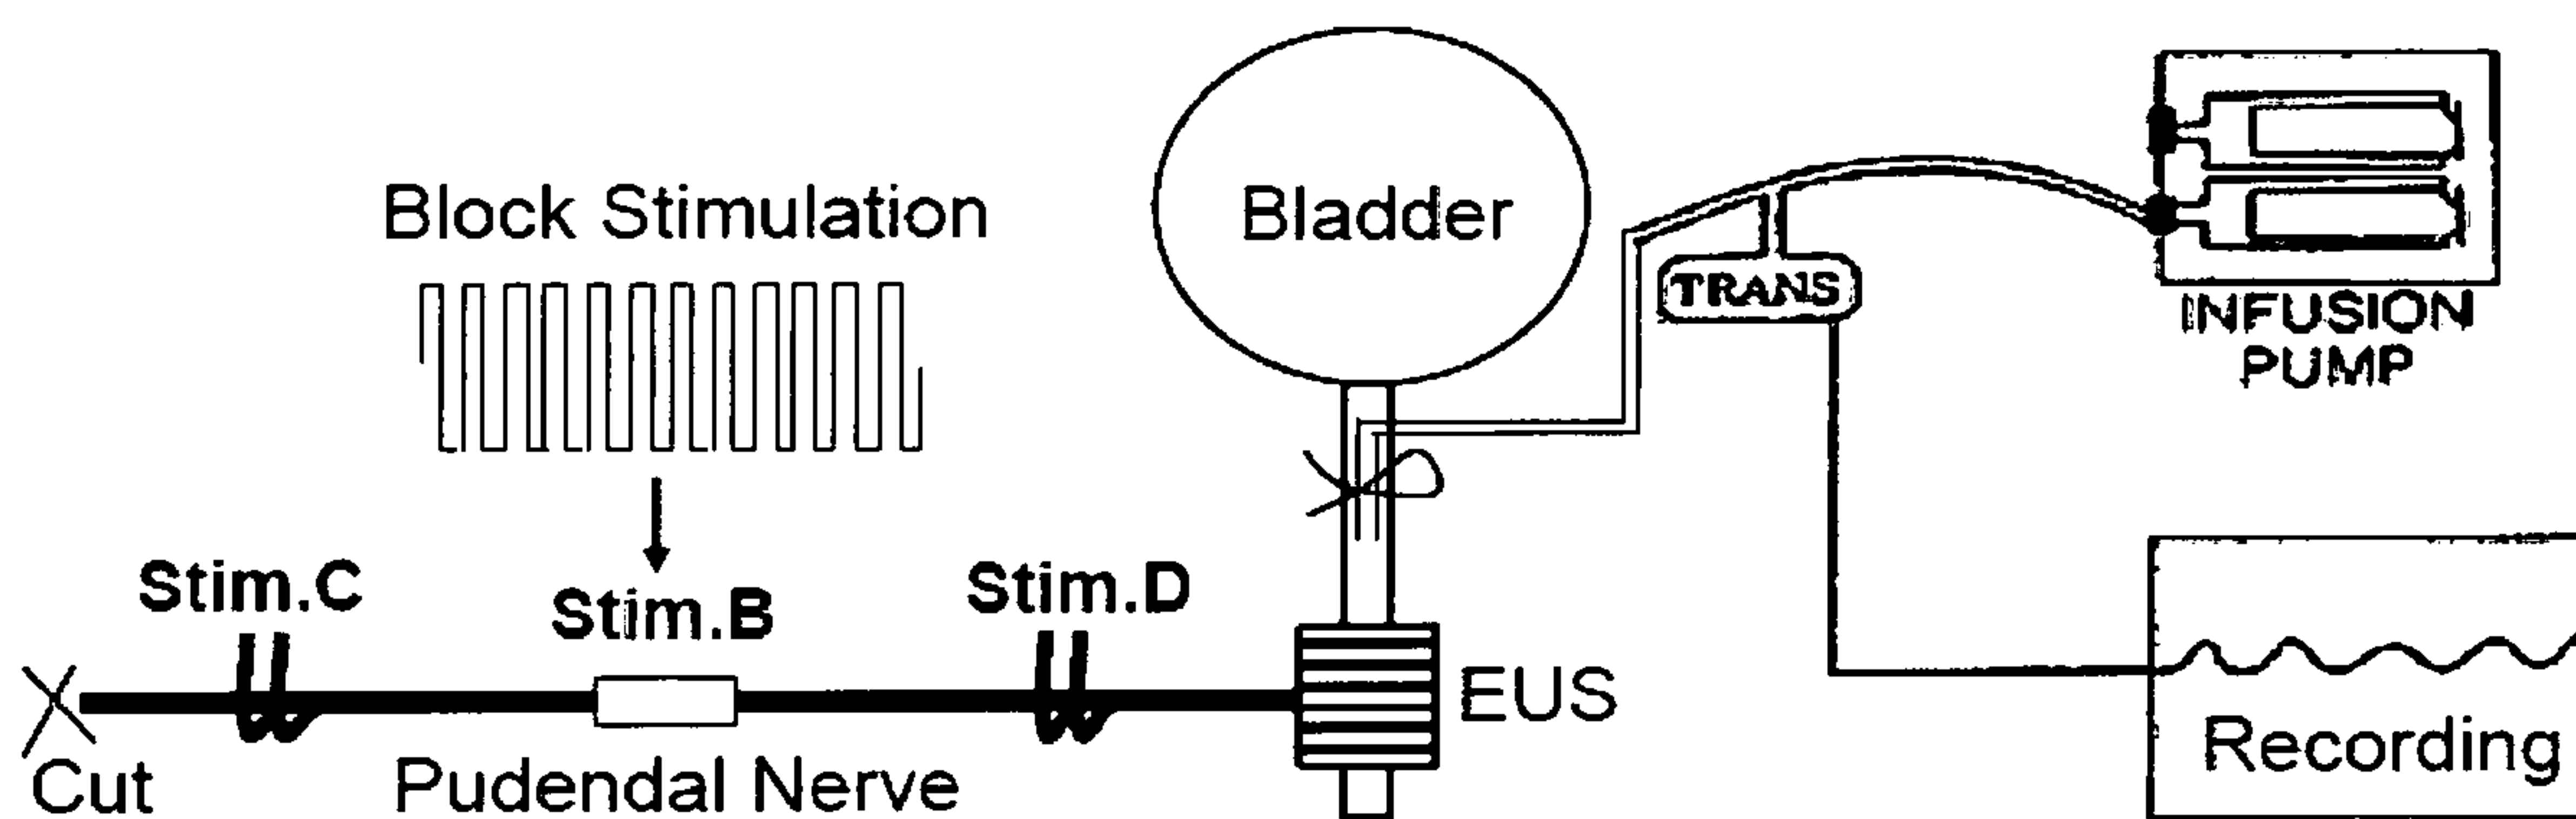 Block Stimulation
Bladder
TRANS
INFUSION
PUMP
Stim.C
Stim.B
Stim.D
EUS
Cut
Pudendal Nerve
Recording